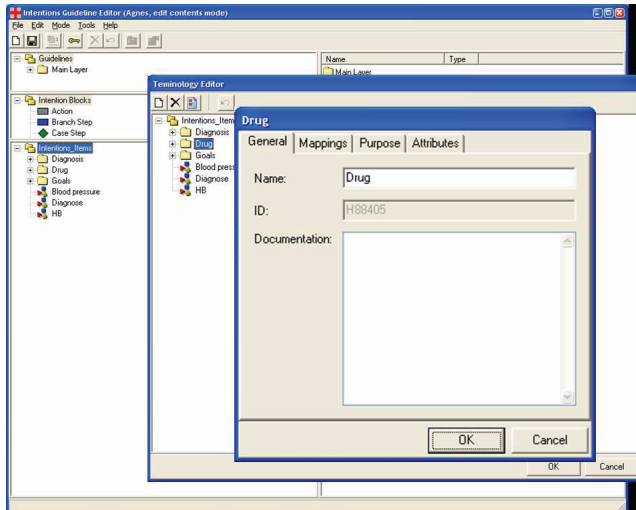 Intentions Guideline Editor (Agnes, edit contents mode)
File Edit Mode Tools Help
Guidelines
Main Layer
Name Type
Main Layer
Intention Blocks
Action
Branch Step
Case Step
Intentions_Items
Diagnosis
Drug
Goals
Blood pressure
Diagnose
HB
Teminology Editor
Intentions_Item
Diagnosis
Drug
Goals
Blood press
Diagnose
HB
Drug
General Mappings Purpose Attributes
Name: Drug
ID: H88405
Documentation:
OK Cancel
OK Cancel